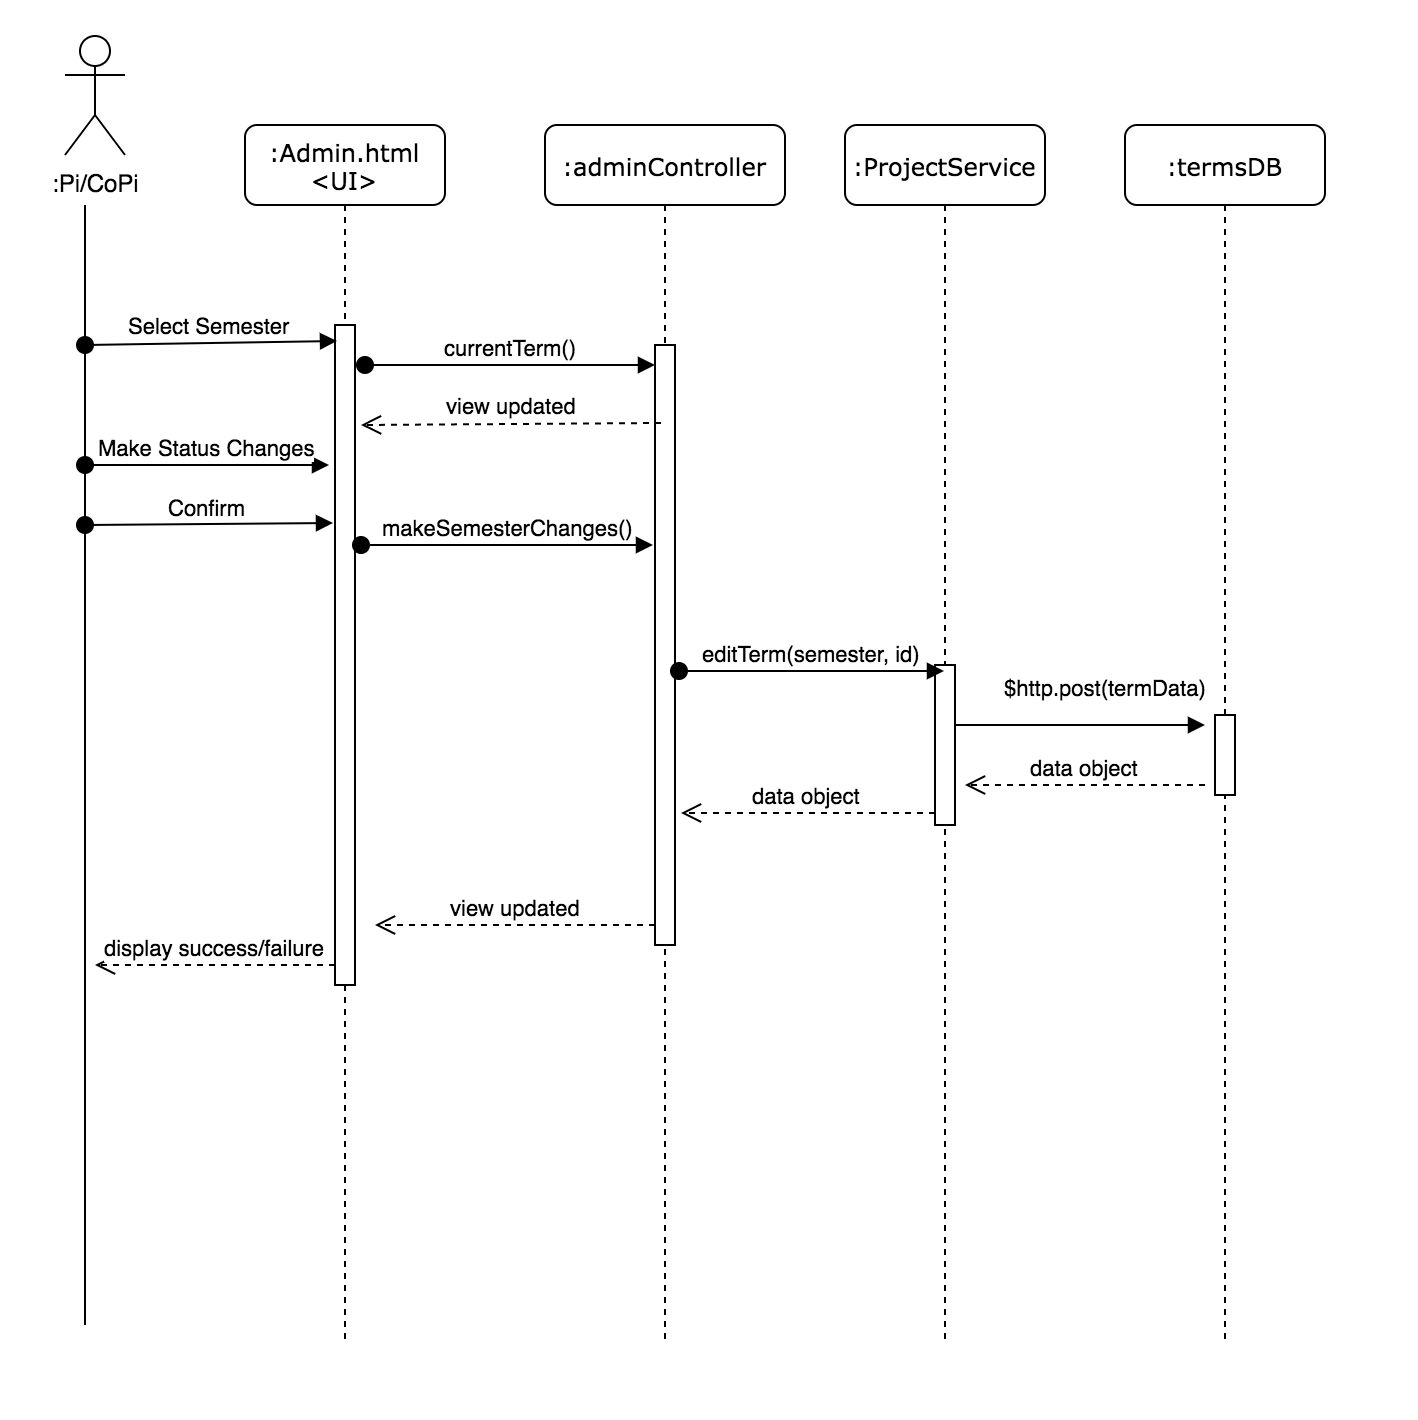 :Pi/CoPi
:Admin.html
<UI>
:adminController
:ProjectService
:termsDB
Select Semester
currentTerm()
view updated
Make Status Changes
Confirm
makeSemesterChanges()
editTerm(semester, id)
$http.post(termData)
data object
data object
view updated
display success/failure